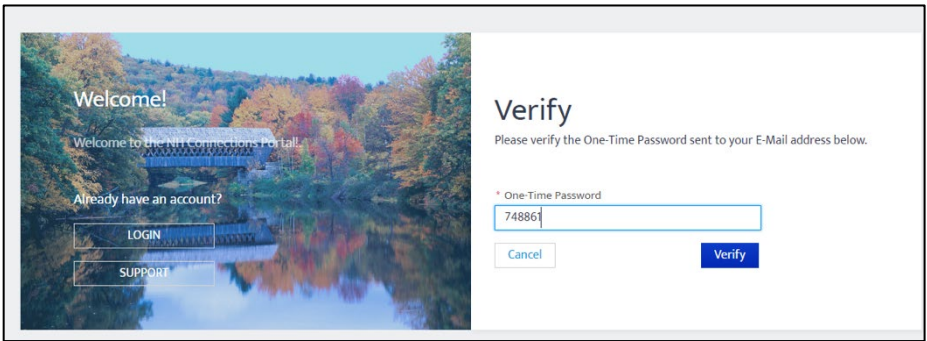 Welcome!
Welcome to the NH Connections Portal!.
Already have an account?
LOGIN
SUPPORT
Verify
Please verify the One-Time Password sent to your E-Mail address below.
* One-Time Password
748861
Cancel
Verify